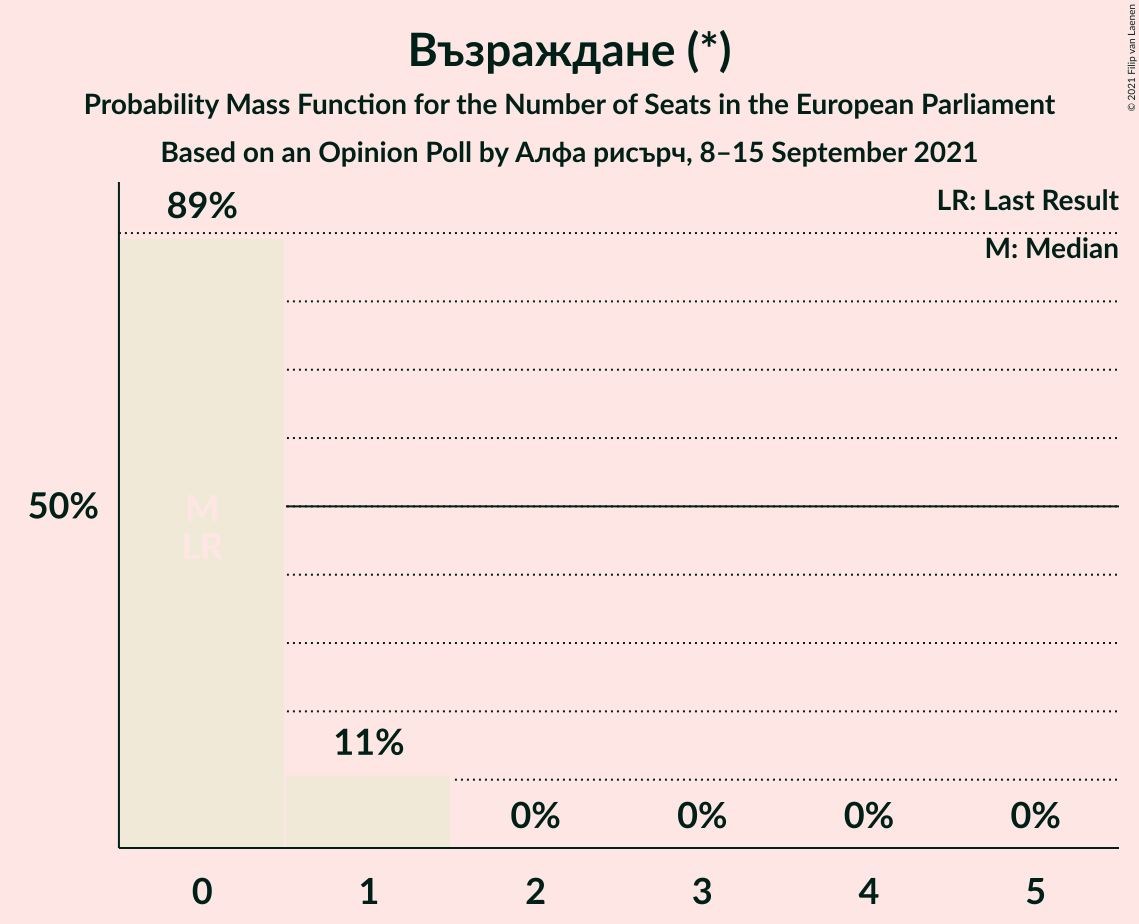 Възраждане (*)
Probability Mass Function for the Number of Seats in the European Parliament
Based on an Opinion Poll by Алфа рисърч, 8–15 September 2021
© 2021 Filip van Laenen
LR: Last Result
M: Median
89%
50%
M
LR
11%
0% 0% 0% 0%
0 1 2 3 4 5